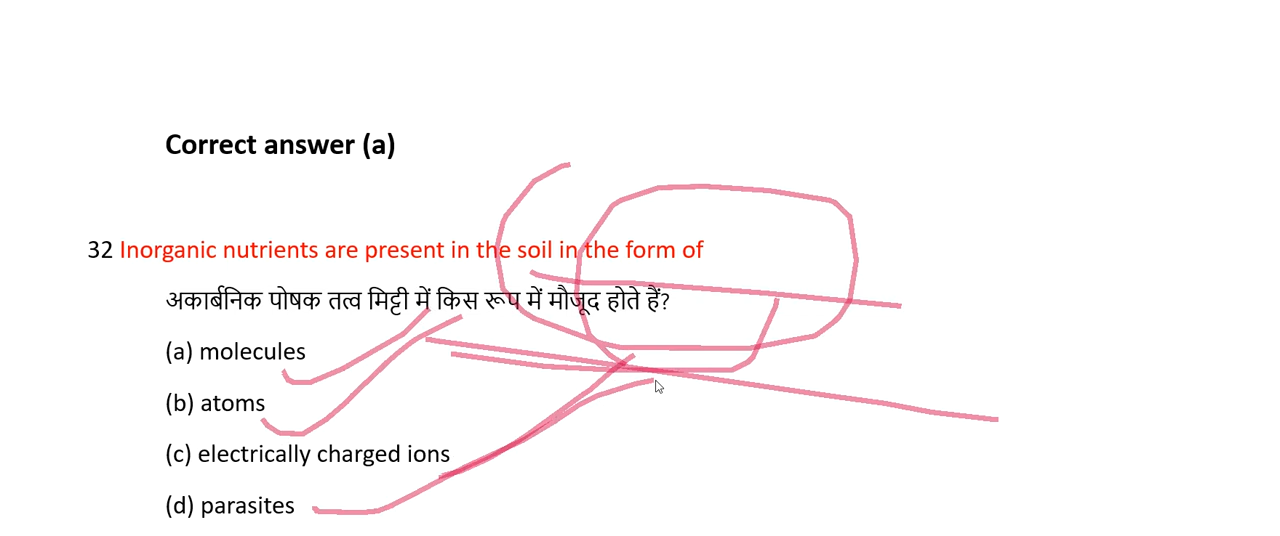 Correct answer (a)
32 Inorganic nutrients are present in the soil in the form of
अकार्बनिक पोषक तत्व मिट्टी में किस रूप में मौजूद होते हैं?
(a) molecules
(b) atoms
(c) electrically charged ions
(d) parasites